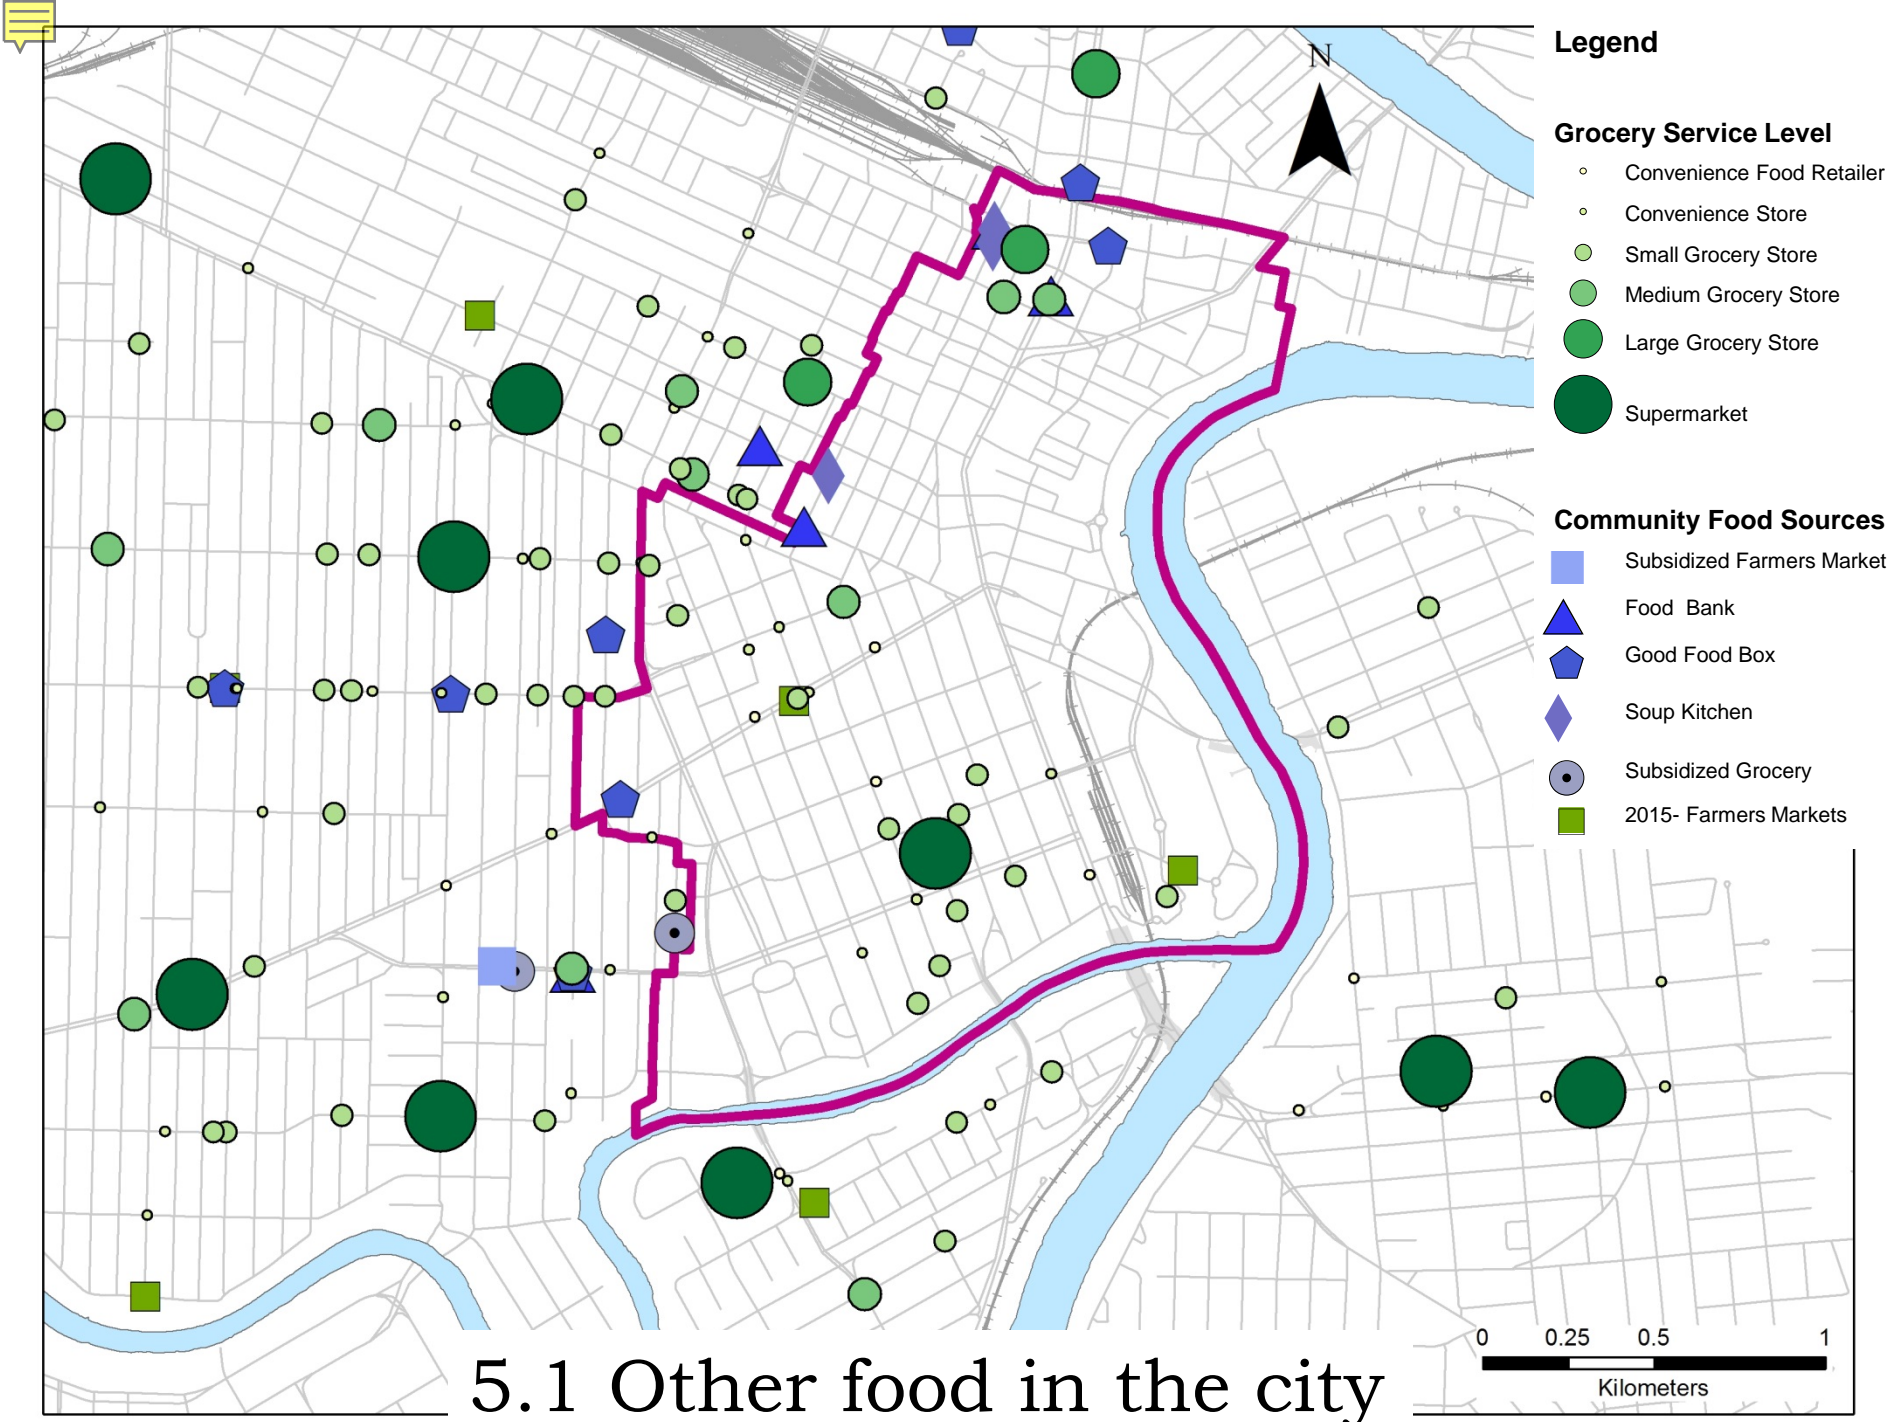 N
Legend
Grocery Service Level
Convenience Food Retailer
Convenience Store
Small Grocery Store
Medium Grocery Store
Large Grocery Store
Supermarket
Community Food Sources
Subsidized Farmers Market
Food Bank
Good Food Box
Soup Kitchen
Subsidized Grocery
2015- Farmers Markets
0 0.25 0.5 1
Kilometers
5.1 Other food in the city